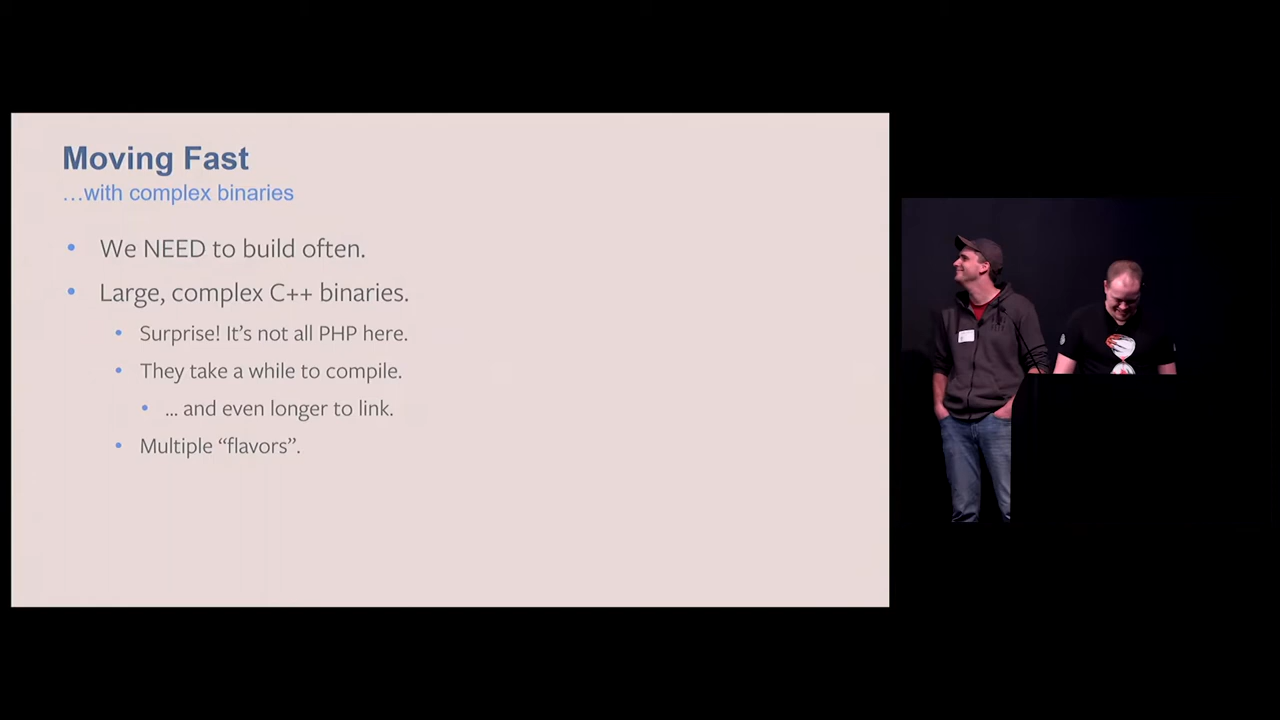 Moving Fast
…with complex binaries
• We NEED to build often.
• Large, complex C++ binaries.
• Surprise! It’s not all PHP here.
• They take a while to compile.
• ... and even longer to link.
• Multiple “flavors”.